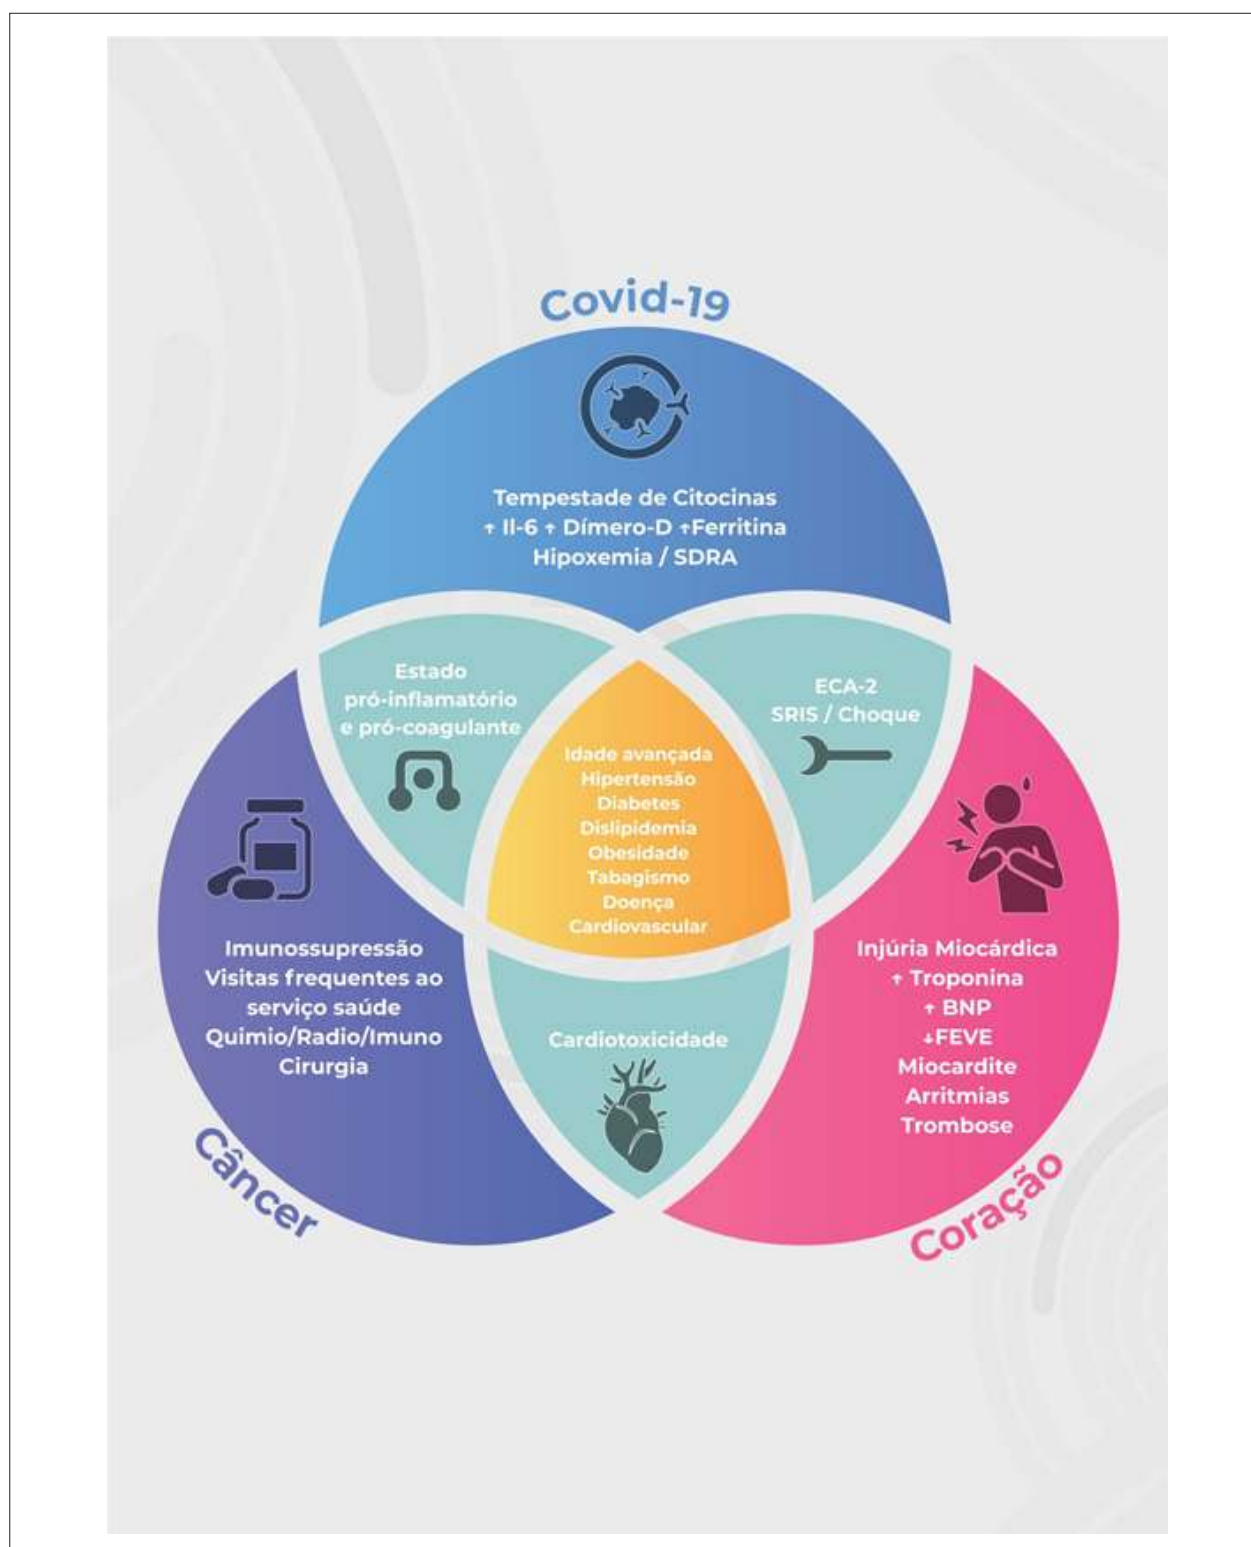 Covid-19
Tempestade de Citocinas
↑ Il-6 ↑ Dímero-D ↑Ferritina
Hipoxemia / SDRA
Estado
pró-inflamatório
e pró-coagulante
ECA-2
SRIS / Choque
Idade avançada
Hipertensão
Diabetes
Dislipidemia
Obesidade
Tabagismo
Doença
Cardiovascular
Imunossupressão
Visitas frequentes ao
serviço saúde
Quimio/Radio/Imuno
Cirurgia
Cardiotoxicidade
Injúria Miocárdica
↑ Troponina
↑ BNP
↓FEVE
Miocardite
Arritmias
Trombose
Câncer
Coração